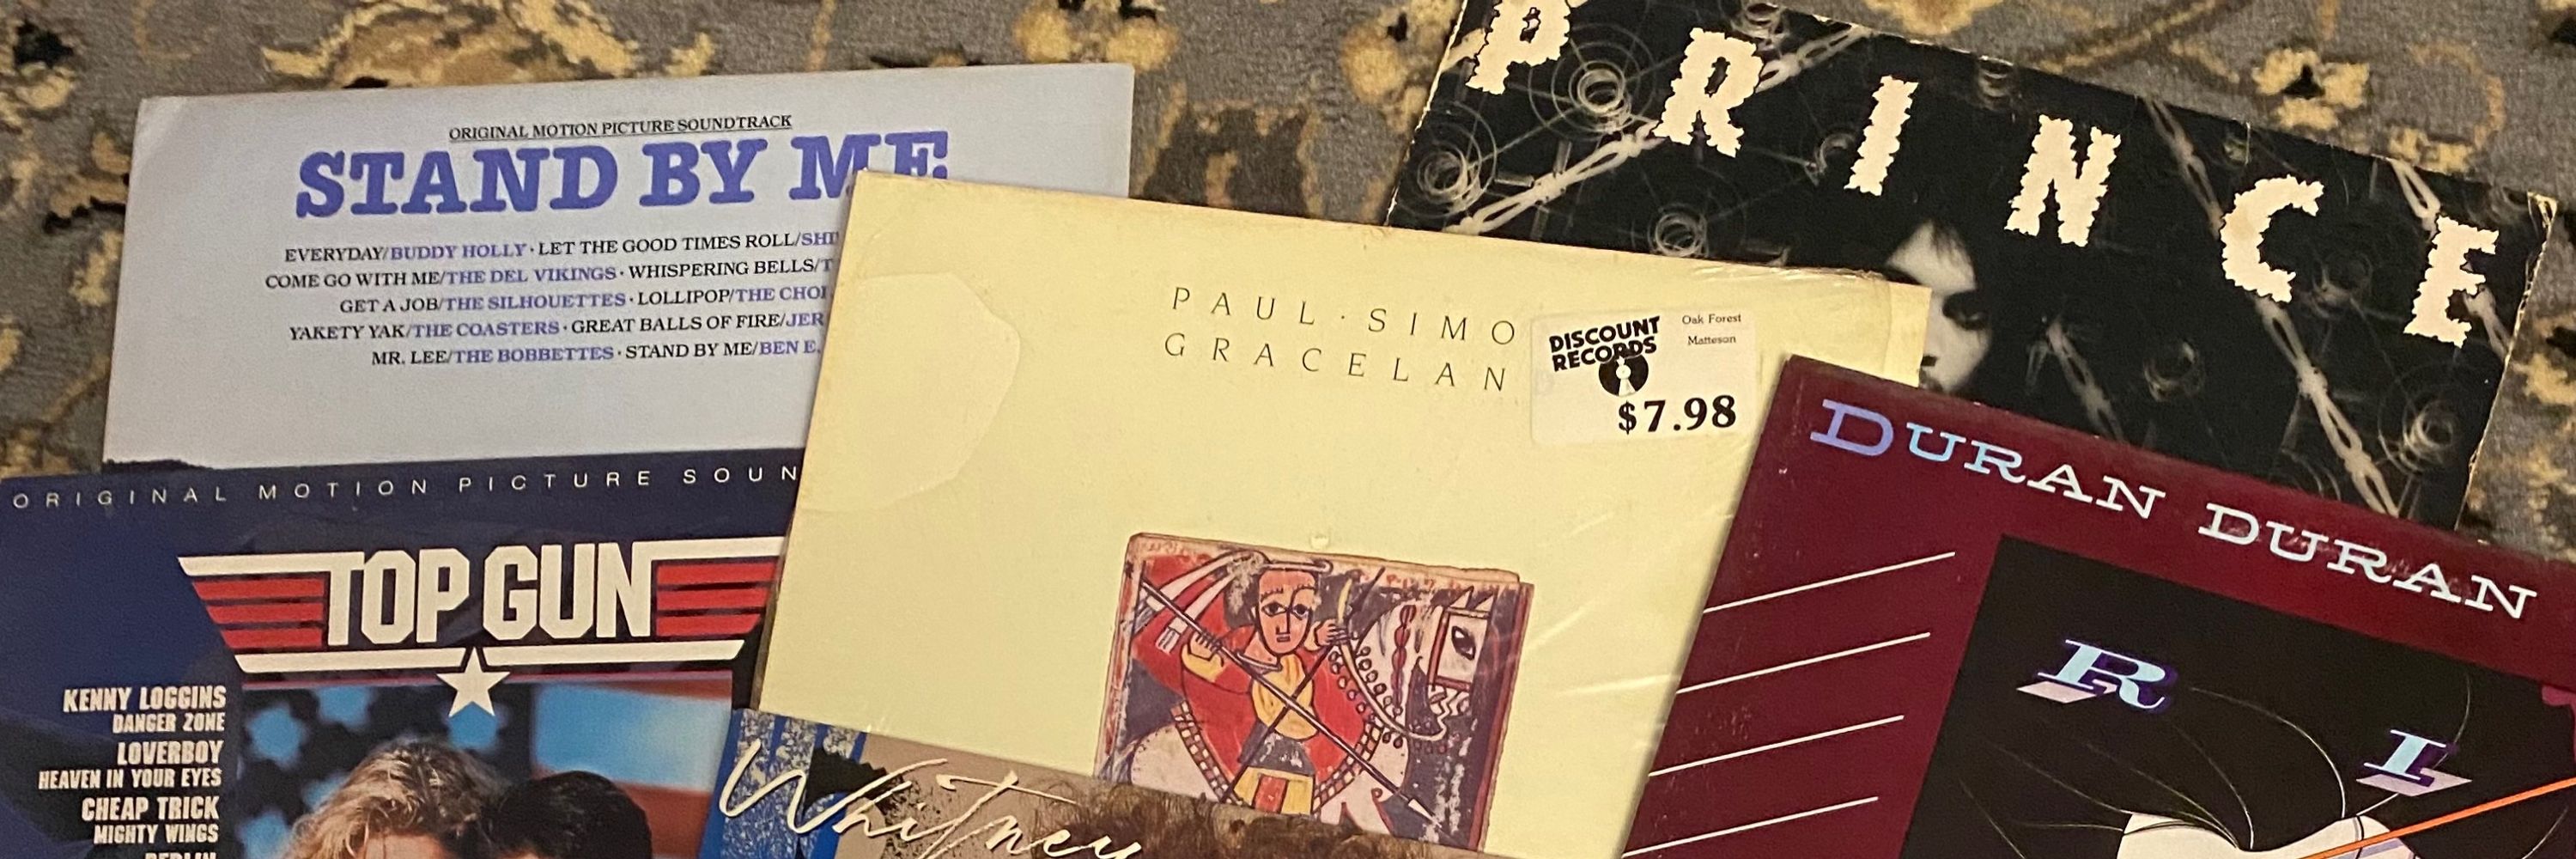 ORIGINAL MOTION PICTURE SOUNDTRACK
STAND BY ME
EVERYDAY/BUDDY HOLLY · LET THE GOOD TIMES ROLL/
COME GO WITH ME/THE DEL VIKINGS · WHISPERING BELLS/
GET A JOB/THE SILHOUETTES · LOLLIPOP/THE
YAKETY YAK/THE COASTERS · GREAT BALLS OF FIRE/
MR. LEE/THE BOBBETTES · STAND BY ME/BEN E.
ORIGINAL MOTION PICTURE SOUN
TOP GUN
KENNY LOGGINS
DANGER ZONE
LOVERBOY
HEAVEN IN YOUR EYES
CHEAP TRICK
MIGHTY WINGS
PAUL · SIMO
GRACELAN
DISCOUNT
RECORDS
Oak Forest
Matteson
$7.98
Whitney
PRINCE
DURAN DURAN
R I